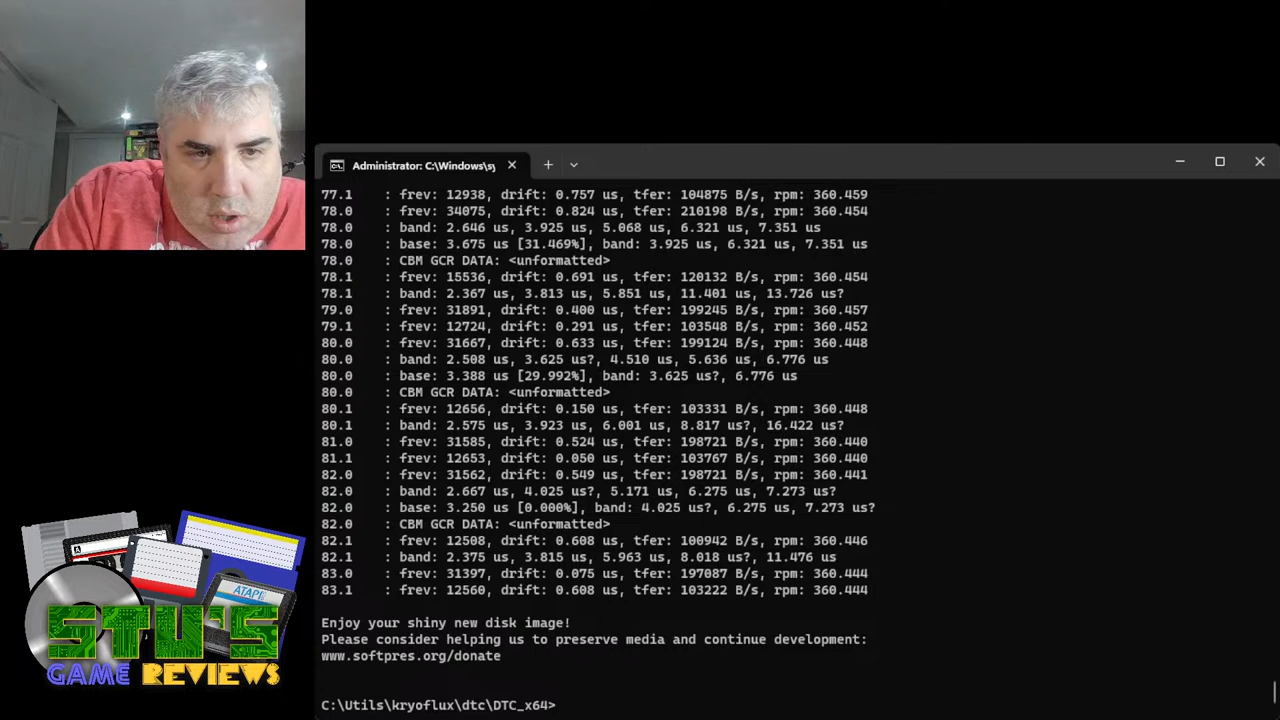 Administrator: C:\Windows\sy
77.1 : frev: 12938, drift: 0.757 us, tfer: 104875 B/s, rpm: 360.459
78.0 : frev: 34075, drift: 0.824 us, tfer: 210198 B/s, rpm: 360.454
78.0 : band: 2.646 us, 3.925 us, 5.068 us, 6.321 us, 7.351 us
78.0 : base: 3.675 us [31.469%], band: 3.925 us, 6.321 us, 7.351 us
78.0 : CBM GCR DATA: <unformatted>
78.1 : frev: 15536, drift: 0.691 us, tfer: 120132 B/s, rpm: 360.454
78.1 : band: 2.367 us, 3.813 us, 5.851 us, 11.401 us, 13.726 us?
79.0 : frev: 31891, drift: 0.400 us, tfer: 199245 B/s, rpm: 360.457
79.1 : frev: 12724, drift: 0.291 us, tfer: 103548 B/s, rpm: 360.452
80.0 : frev: 31667, drift: 0.633 us, tfer: 199124 B/s, rpm: 360.448
80.0 : band: 2.508 us, 3.625 us?, 4.510 us, 5.636 us, 6.776 us
80.0 : base: 3.388 us [29.992%], band: 3.625 us?, 6.776 us
80.0 : CBM GCR DATA: <unformatted>
80.1 : frev: 12656, drift: 0.150 us, tfer: 103331 B/s, rpm: 360.448
80.1 : band: 2.575 us, 3.923 us, 6.001 us, 8.817 us?, 16.422 us?
81.0 : frev: 31585, drift: 0.524 us, tfer: 198721 B/s, rpm: 360.440
81.1 : frev: 12653, drift: 0.050 us, tfer: 103767 B/s, rpm: 360.440
82.0 : frev: 31562, drift: 0.549 us, tfer: 198721 B/s, rpm: 360.441
82.0 : band: 2.667 us, 4.025 us?, 5.171 us, 6.275 us, 7.273 us?
82.0 : base: 3.250 us [0.000%], band: 4.025 us?, 6.275 us, 7.273 us?
82.0 : CBM GCR DATA: <unformatted>
82.1 : frev: 12508, drift: 0.608 us, tfer: 100942 B/s, rpm: 360.446
82.1 : band: 2.375 us, 3.815 us, 5.963 us, 8.018 us?, 11.476 us
83.0 : frev: 31397, drift: 0.075 us, tfer: 197087 B/s, rpm: 360.444
83.1 : frev: 12560, drift: 0.608 us, tfer: 103222 B/s, rpm: 360.444
Enjoy your shiny new disk image!
Please consider helping us to preserve media and continue development:
www.softpres.org/donate
C:\Utils\kryoflux\dtc\DTC_x64>
A
ATARI
STU'S
GAME REVIEWS